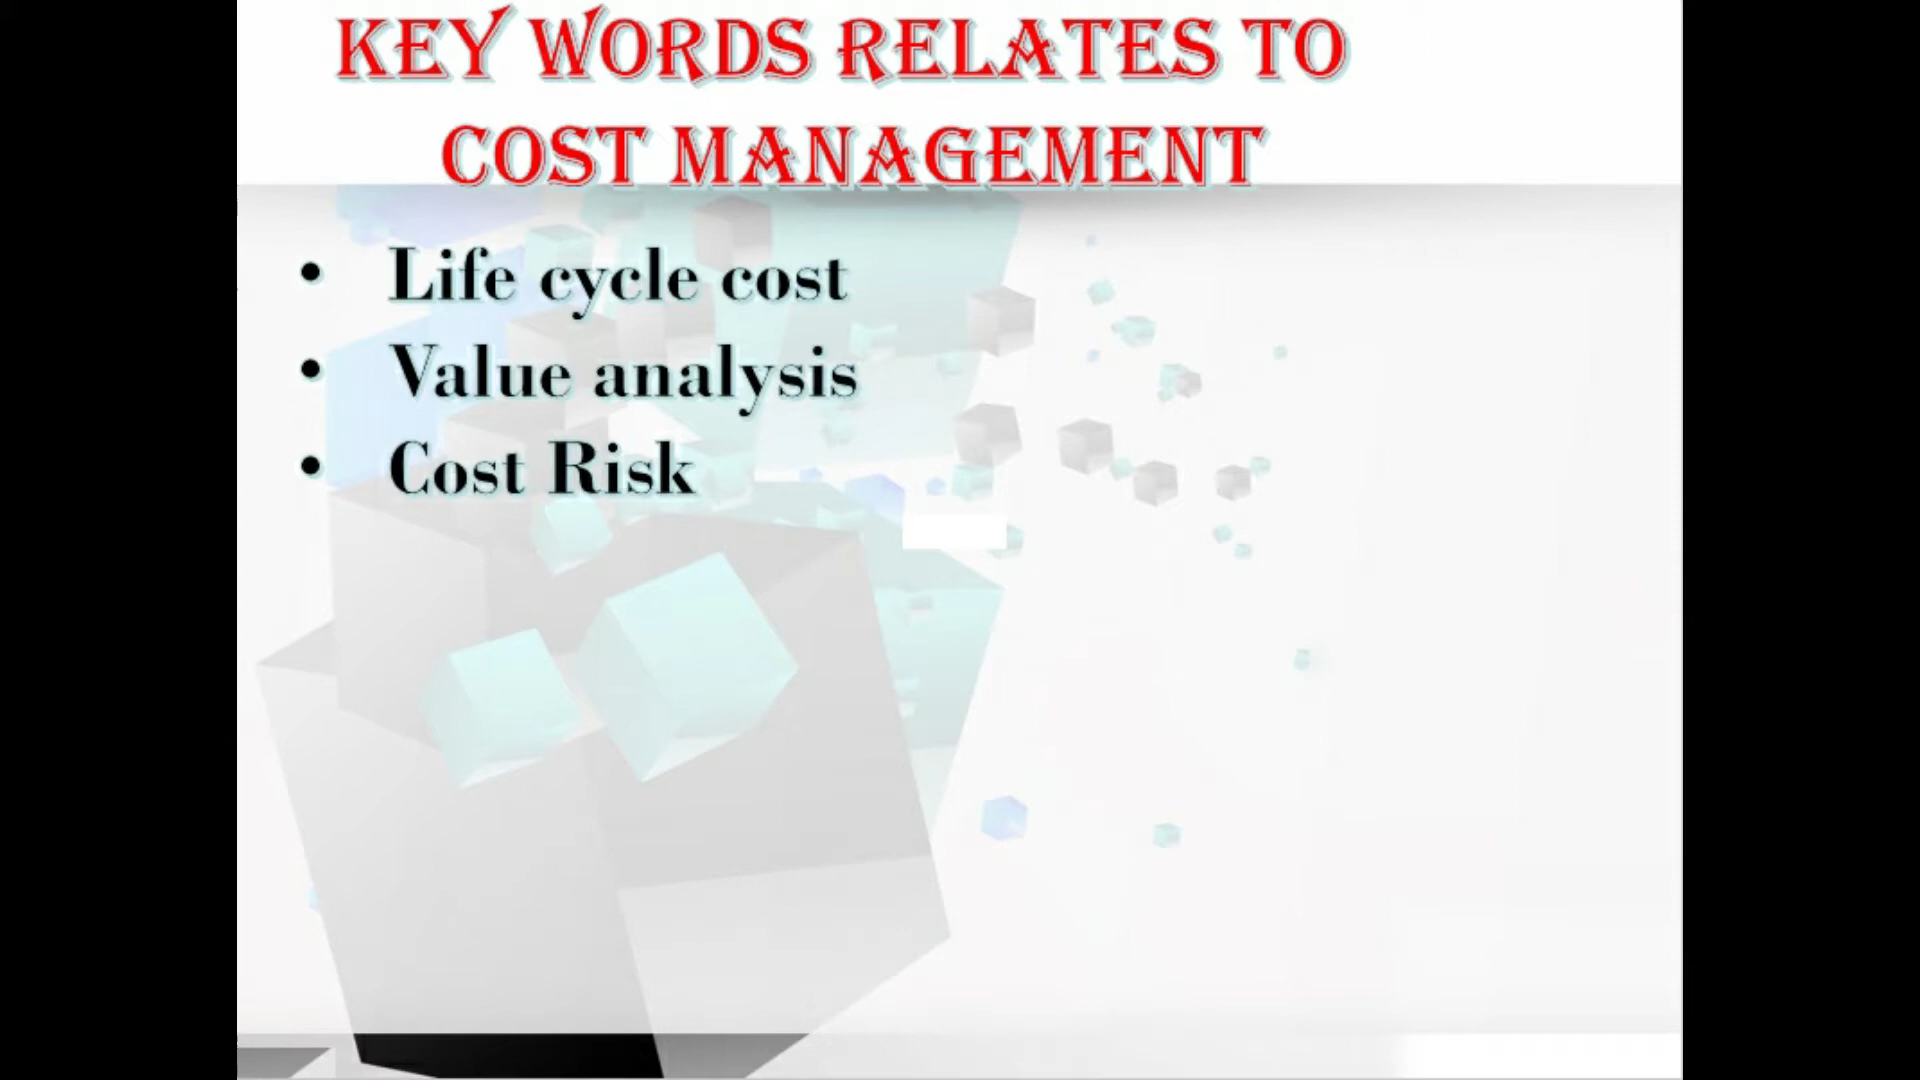 KEY WORDS RELATES TO
COST MANAGEMENT
• Life cycle cost
• Value analysis
• Cost Risk